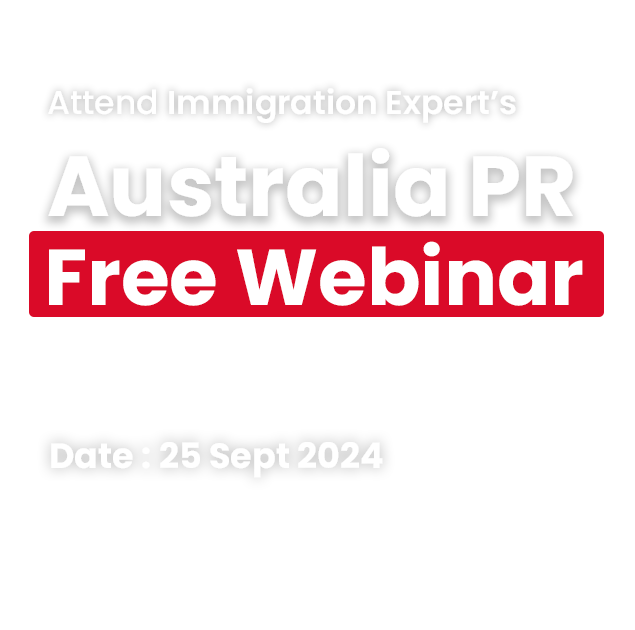 Attend Immigration Expert’s
Australia PR
Free Webinar
Date : 25 Sept 2024